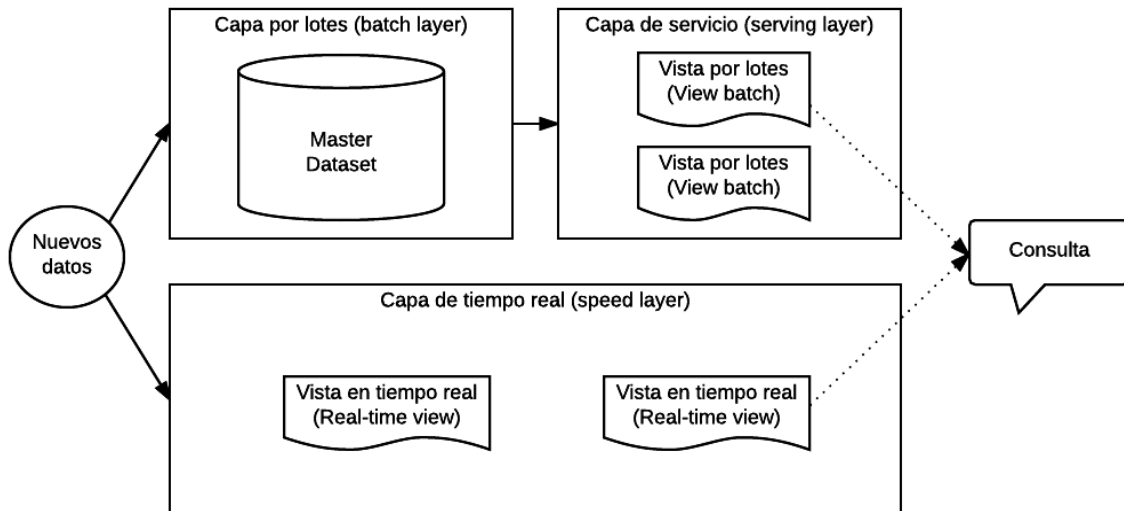 Capa por lotes (batch layer)
Master
Dataset
Capa de servicio (serving layer)
Vista por lotes
(View batch)
Vista por lotes
(View batch)
Nuevos
datos
Consulta
Capa de tiempo real (speed layer)
Vista en tiempo real
(Real-time view)
Vista en tiempo real
(Real-time view)